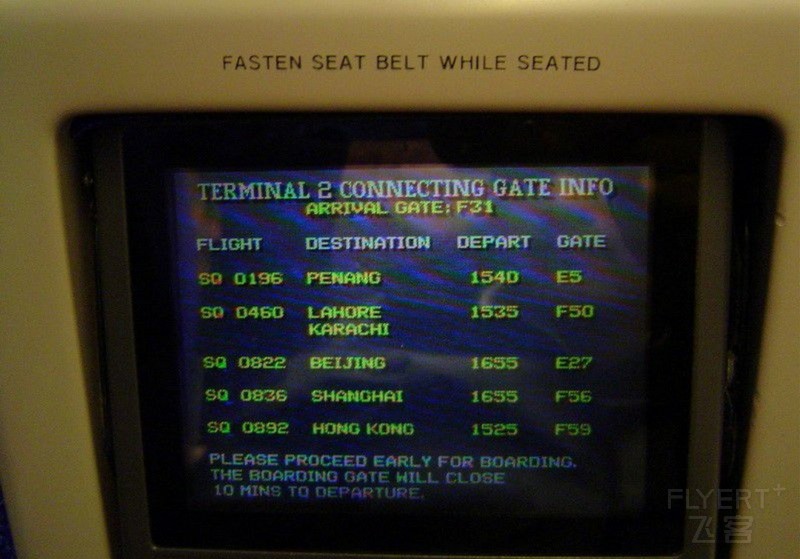 FASTEN SEAT BELT WHILE SEATED
TERMINAL 2 CONNECTING GATE INFO
ARRIVAL GATE: F31
FLIGHT DESTINATION DEPART GATE
SQ 0196 PENANG 1540 E5
SQ 0460 LAHORE 1535 F50
KARACHI
SQ 0822 BEIJING 1655 E27
SQ 0836 SHANGHAI 1655 F56
SQ 0892 HONG KONG 1525 F59
PLEASE PROCEED EARLY FOR BOARDING.
THE BOARDING GATE WILL CLOSE
10 MINS TO DEPARTURE.
FLYERT+
飞客